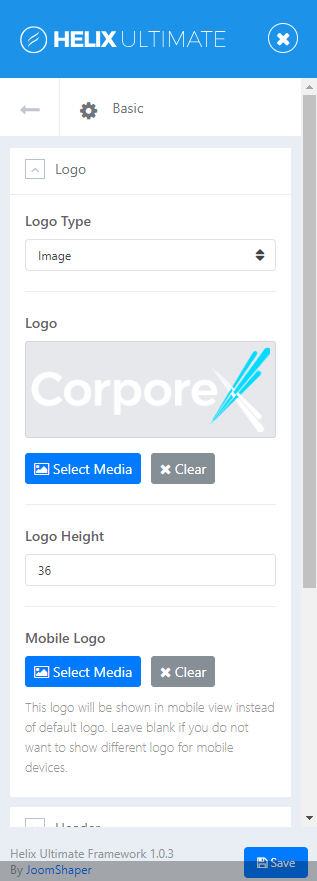 HELIX ULTIMATE
Basic
Logo
Logo Type
Image
Logo
CorporeX
Select Media
Clear
Logo Height
36
Mobile Logo
Select Media
Clear
This logo will be shown in mobile view instead
of default logo. Leave blank if you do not
want to show different logo for mobile
devices.
Header
Helix Ultimate Framework 1.0.3
By JoomShaper
Save